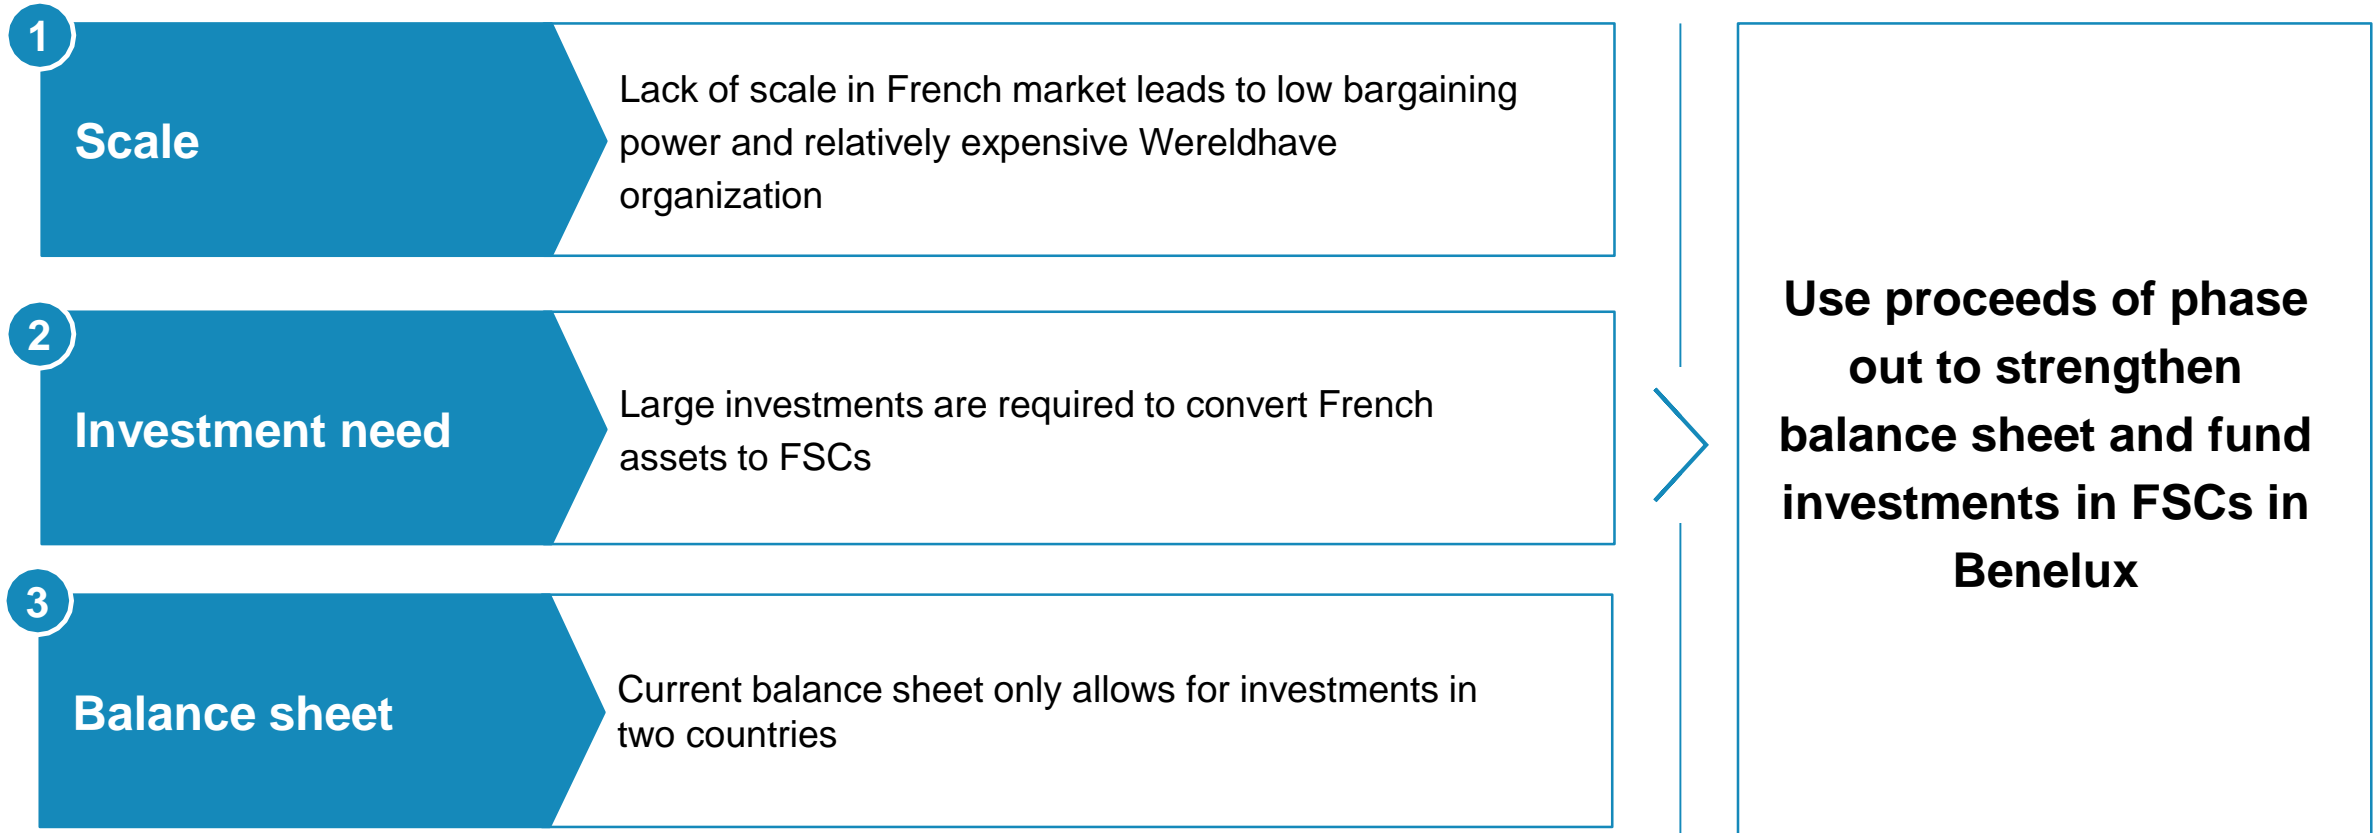 1
Scale
Lack of scale in French market leads to low bargaining
power and relatively expensive Wereldhave
organization
2
Investment need
Large investments are required to convert French
assets to FSCs
3
Balance sheet
Current balance sheet only allows for investments in
two countries
Use proceeds of phase
out to strengthen
balance sheet and fund
investments in FSCs in
Benelux